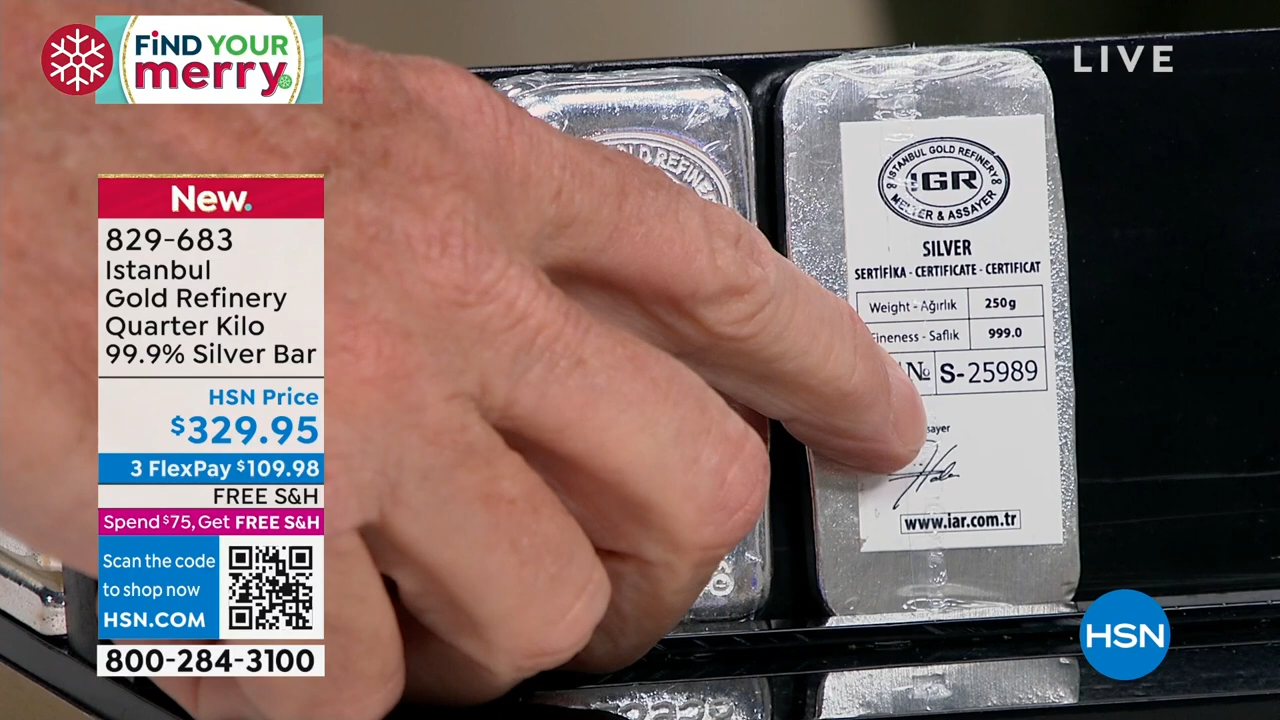 FiND YOUR
merry.
LIVE
New.
829-683
Istanbul
Gold Refinery
Quarter Kilo
99.9% Silver Bar
HSN Price
$329.95
3 FlexPay $109.98
FREE S&H
Spend $75, Get FREE S&H
Scan the code
to shop now
HSN.COM
800-284-3100
GOLD REFINE
ISTANBUL GOLD REFINERY
IGR
MELTER & ASSAYER
SILVER
SERTİFİKA - CERTIFICATE - CERTIFICAT
Weight - Ağırlık 250g
Fineness - Saflık 999.0
No S-25989
www.iar.com.tr
HSN